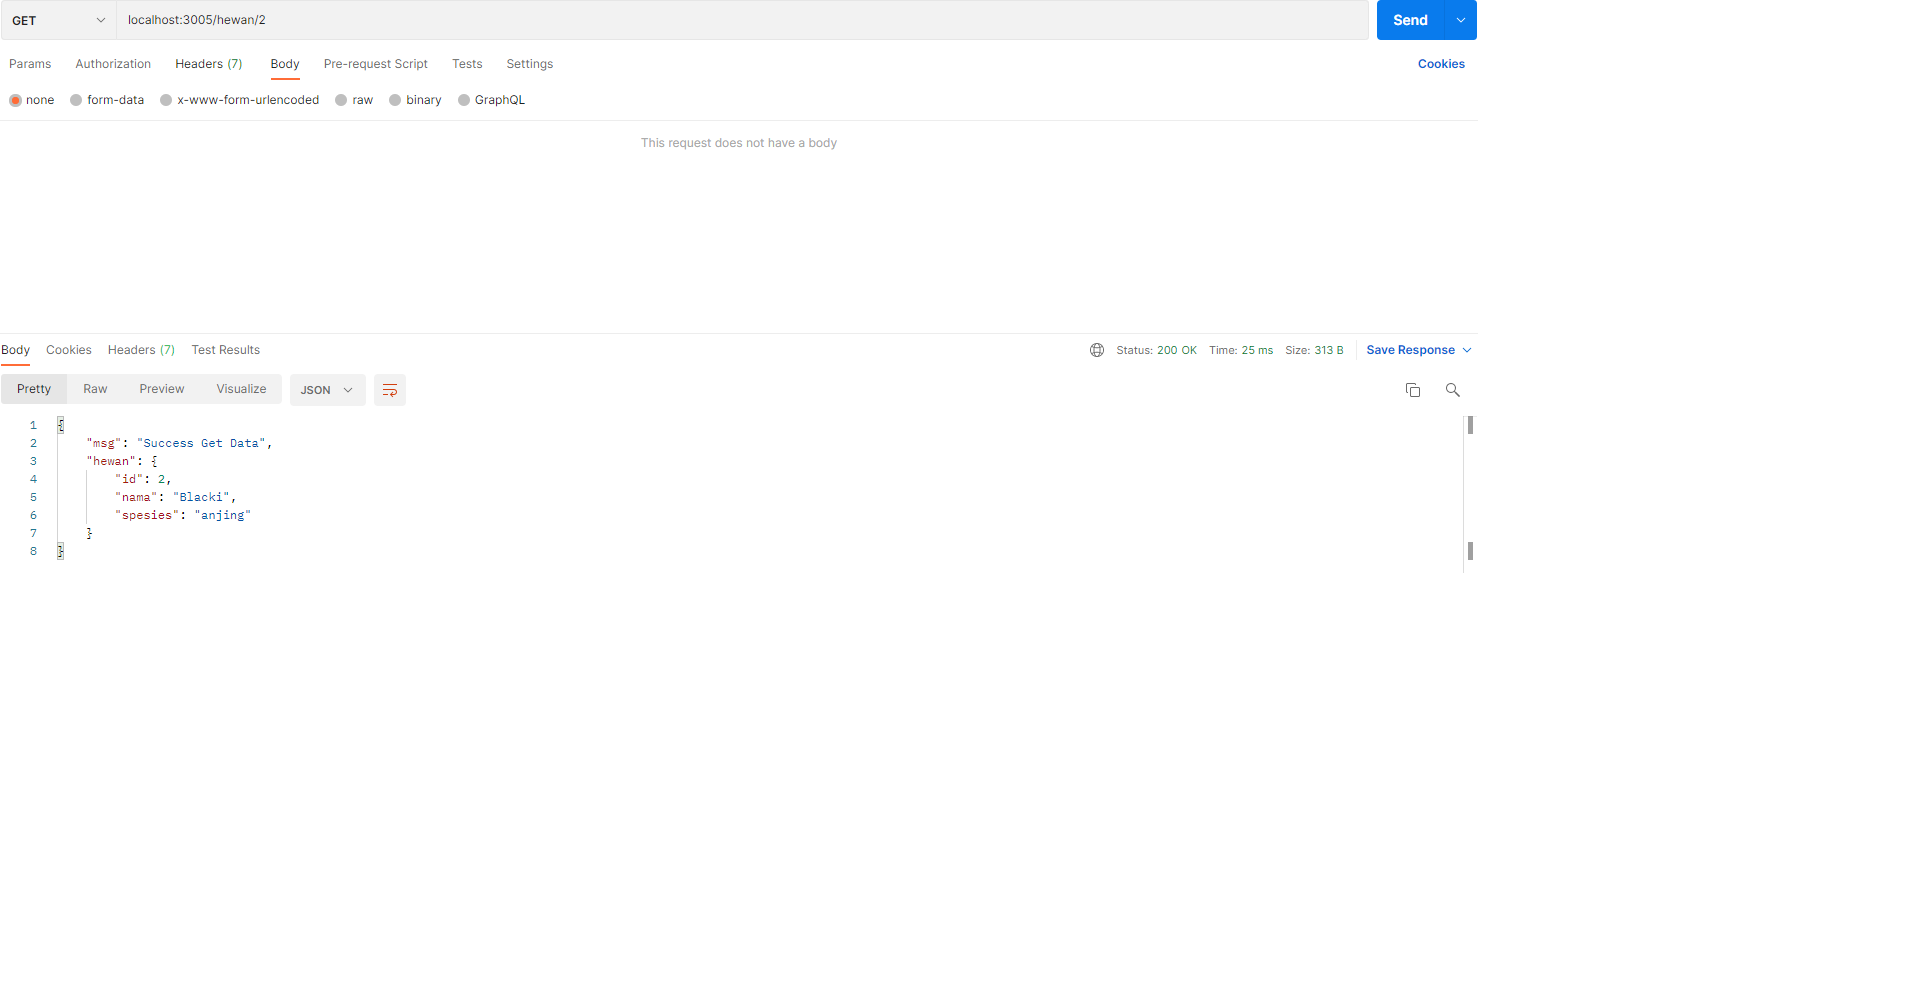 GET localhost:3005/hewan/2 Send
Params Authorization Headers (7) Body Pre-request Script Tests Settings Cookies
none form-data x-www-form-urlencoded raw binary GraphQL
This request does not have a body
Body Cookies Headers (7) Test Results Status: 200 OK Time: 25 ms Size: 313 B Save Response
Pretty Raw Preview Visualize JSON
1 {
2 "msg": "Success Get Data",
3 "hewan": {
4 "id": 2,
5 "nama": "Blacki",
6 "spesies": "anjing"
7 }
8 }